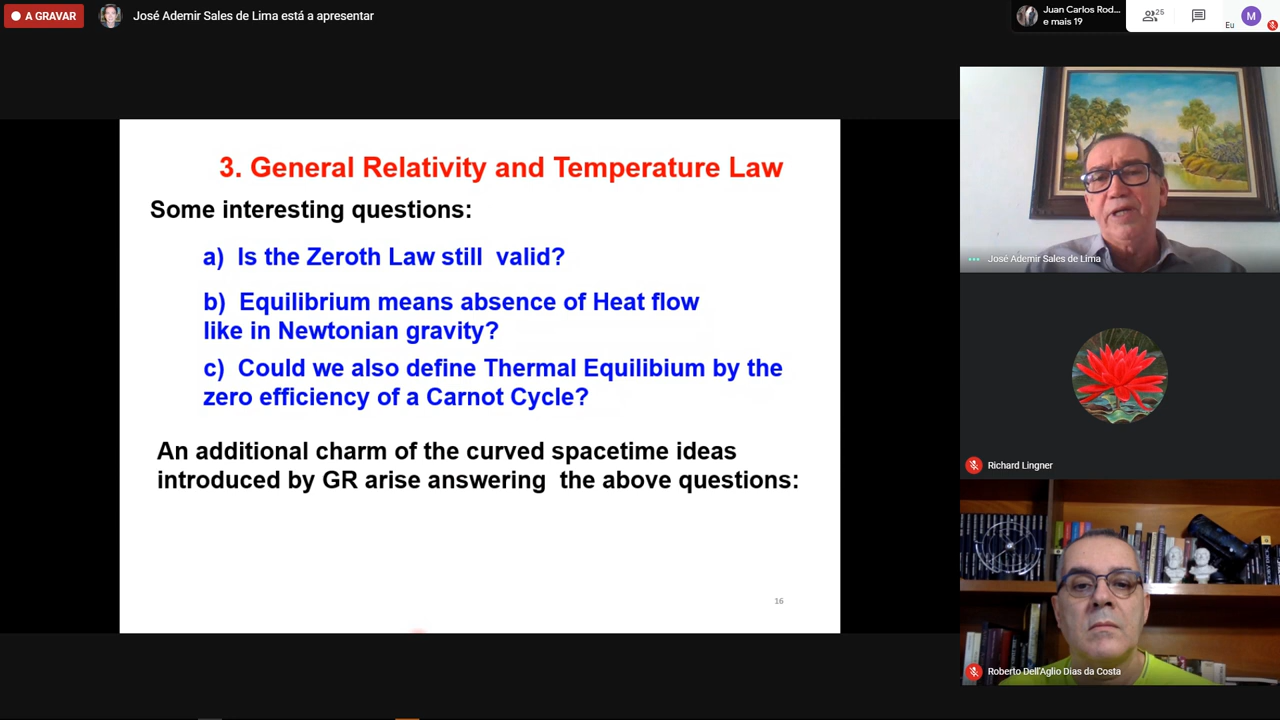 A GRAVAR
José Ademir Sales de Lima está a apresentar
Juan Carlos Rod...
e mais 19
25
Eu
M
3. General Relativity and Temperature Law
Some interesting questions:
a) Is the Zeroth Law still valid?
b) Equilibrium means absence of Heat flow
like in Newtonian gravity?
c) Could we also define Thermal Equilibium by the
zero efficiency of a Carnot Cycle?
An additional charm of the curved spacetime ideas
introduced by GR arise answering the above questions:
16
José Ademir Sales de Lima
Richard Lingner
Roberto Dell'Aglio Dias da Costa